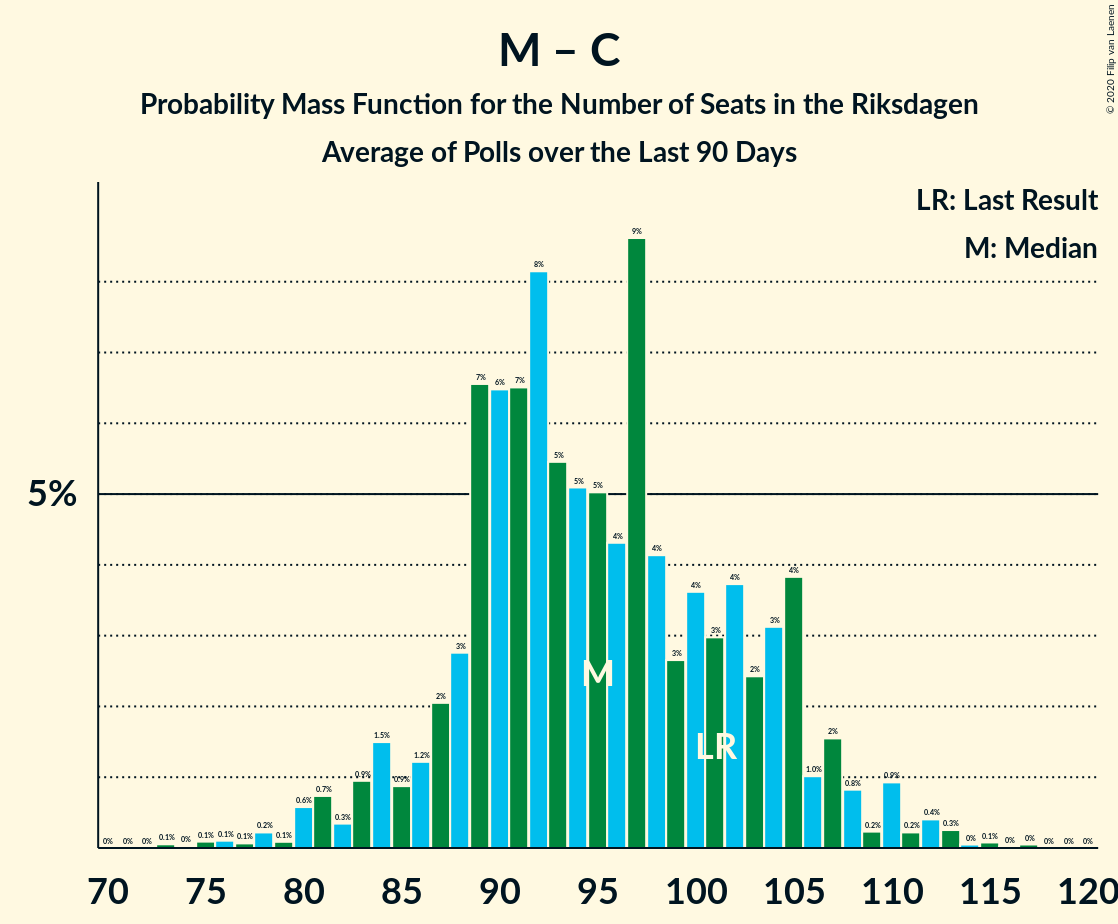 M – C
Probability Mass Function for the Number of Seats in the Riksdagen
Average of Polls over the Last 90 Days
© 2020 Filip van Laenen
LR: Last Result
M: Median
5%
0% 0% 0% 0.1% 0% 0.1% 0.1% 0.1% 0.2% 0.1% 0.6% 0.7% 0.3% 0.9% 1.5% 0.9% 1.2% 2% 3% 7% 6% 7% 8% 5% 5% 5% 4% 9% 4% 3% 4% 3% 4% 2% 3% 4% 1.0% 2% 0.8% 0.2% 0.9% 0.2% 0.4% 0.3% 0% 0.1% 0% 0% 0% 0% 0%
M
LR
70 75 80 85 90 95 100 105 110 115 120